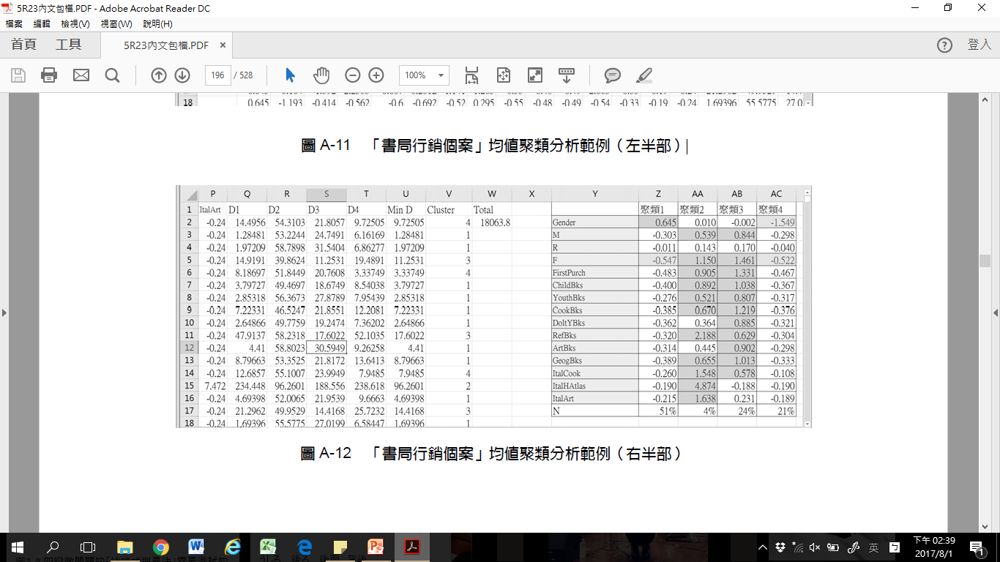 5R23內文包檔.PDF - Adobe Acrobat Reader DC
檔案 編輯 檢視(V) 視窗(W) 說明(H)
首頁 工具 5R23內文包檔.PDF × 登入
196 / 528 100%
18 0.645 -1.193 -0.414 -0.562 -0.6 -0.692 -0.52 0.295 -0.55 -0.48 -0.49 -0.54 -0.33 -0.19 -0.24 1.69396 55.5775 27.0
圖 A-11 「書局行銷個案」均值聚類分析範例（左半部）
P Q R S T U V W X Y Z AA AB AC
1 ItalArt D1 D2 D3 D4 Min D Cluster Total 聚類1 聚類2 聚類3 聚類4
2 -0.24 14.4956 54.3103 21.8057 9.72505 9.72505 4 18063.8 Gender 0.645 0.010 -0.002 -1.549
3 -0.24 1.28481 53.2244 24.7491 6.16169 1.28481 1 M -0.303 0.539 0.844 -0.298
4 -0.24 1.97209 58.7898 31.5404 6.86277 1.97209 1 R -0.011 0.143 0.170 -0.040
5 -0.24 14.9191 39.8624 11.2531 19.4891 11.2531 3 F -0.547 1.150 1.461 -0.522
6 -0.24 8.18697 51.8449 20.7608 3.33749 3.33749 4 FirstPurch -0.483 0.905 1.331 -0.467
7 -0.24 3.79727 49.4697 18.6749 8.54038 3.79727 1 ChildBks -0.400 0.892 1.038 -0.367
8 -0.24 2.85318 56.3673 27.8789 7.95439 2.85318 1 YouthBks -0.276 0.521 0.807 -0.317
9 -0.24 7.22331 46.5247 21.8551 12.2081 7.22331 1 CookBks -0.385 0.670 1.219 -0.376
10 -0.24 2.64866 49.7759 19.2474 7.36202 2.64866 1 DoItYBks -0.362 0.364 0.885 -0.321
11 -0.24 47.9137 58.2318 17.6022 52.1035 17.6022 3 RefBks -0.320 2.188 0.629 -0.304
12 -0.24 4.41 58.8023 30.5949 9.26258 4.41 1 ArtBks -0.314 0.445 0.902 -0.298
13 -0.24 8.79663 53.3525 21.8172 13.6413 8.79663 1 GeogBks -0.389 0.655 1.013 -0.333
14 -0.24 12.6857 55.1007 23.9949 7.9485 7.9485 4 ItalCook -0.260 1.548 0.578 -0.108
15 7.472 234.448 96.2601 188.556 238.618 96.2601 2 ItalHAtlas -0.190 4.874 -0.188 -0.190
16 -0.24 4.69398 52.0065 21.9539 9.6663 4.69398 1 ItalArt -0.215 1.638 0.231 -0.189
17 -0.24 21.2962 49.9529 14.4168 25.7232 14.4168 3 N 51% 4% 24% 21%
18 -0.24 1.69396 55.5775 27.0199 6.58447 1.69396 1
圖 A-12 「書局行銷個案」均值聚類分析範例（右半部）
英 下午 02:39
2017/8/1